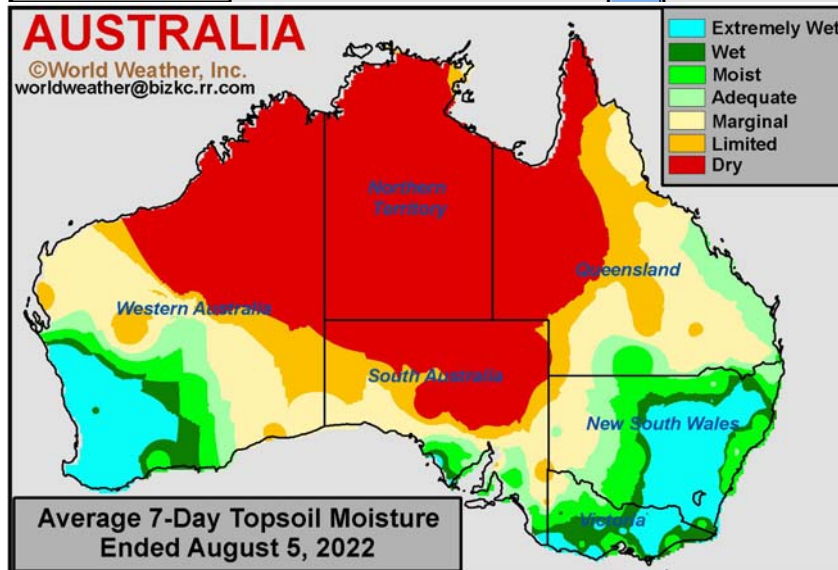 AUSTRALIA
©World Weather, Inc.
worldweather@bizkc.rr.com
Extremely Wet
Wet
Moist
Adequate
Marginal
Limited
Dry
Northern
Territory
Queensland
Western Australia
South Australia
New South Wales
Victoria
Average 7-Day Topsoil Moisture
Ended August 5, 2022